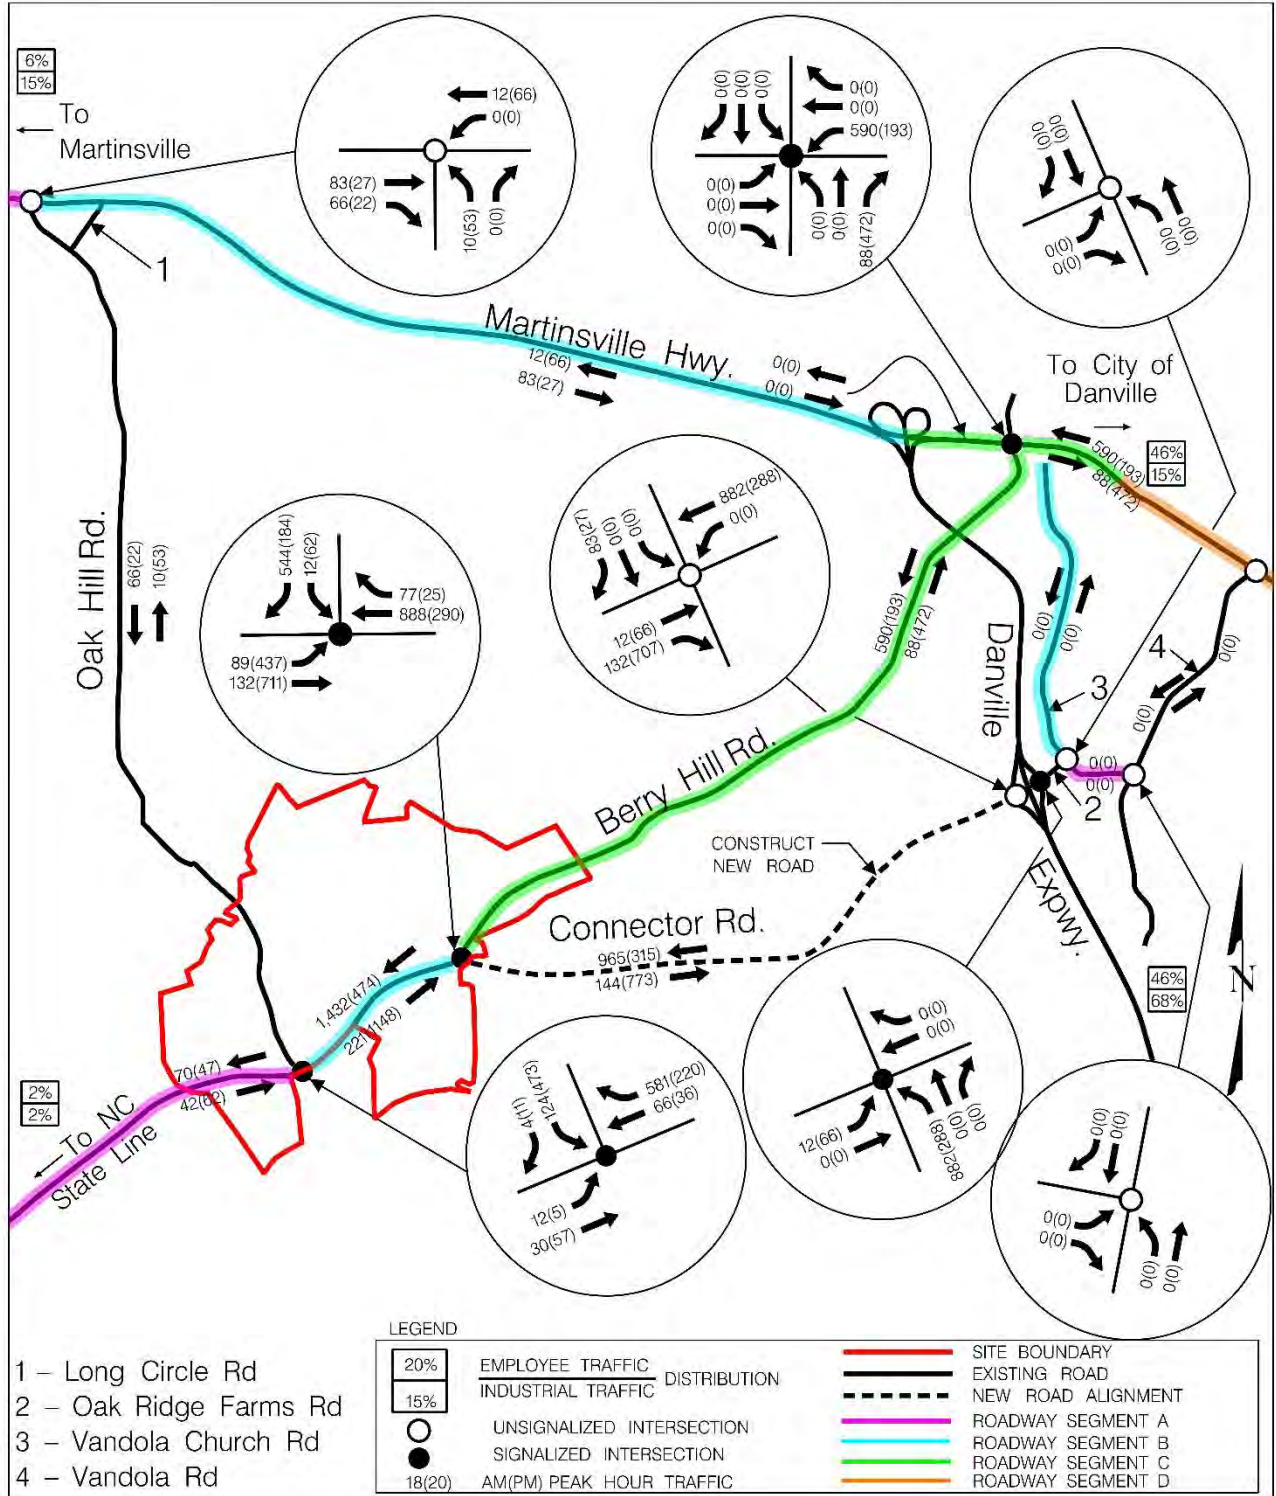 6%
15%
To
Martinsville
12(66)
0(0)
83(27)
66(22)
10(53)
0(0)
0(0)
0(0)
0(0)
0(0)
0(0)
590(193)
0(0)
0(0)
0(0)
0(0)
0(0)
88(472)
0(0)
0(0)
0(0)
0(0)
0(0)
0(0)
1
Martinsville Hwy.
12(66)
83(27)
0(0)
0(0)
To City of
Danville
46%
15%
590(193)
88(472)
Oak Hill Rd.
66(22)
10(53)
544(184)
12(62)
77(25)
888(290)
89(437)
132(711)
83(27)
0(0)
0(0)
882(288)
0(0)
12(66)
132(707)
590(193)
88(472)
Danville
Expwy.
0(0)
0(0)
3
4
0(0)
0(0)
0(0)
0(0)
2
Berry Hill Rd.
CONSTRUCT
NEW ROAD
Connector Rd.
965(315)
144(773)
1,432(474)
70(47)
2%
2%
To NC
State Line
46%
68%
N
4(11)
124(473)
581(220)
66(36)
12(5)
30(57)
0(0)
0(0)
12(66)
0(0)
882(288)
0(0)
0(0)
0(0)
0(0)
0(0)
0(0)
0(0)
0(0)
1 – Long Circle Rd
2 – Oak Ridge Farms Rd
3 – Vandola Church Rd
4 – Vandola Rd
LEGEND
20%
15%
EMPLOYEE TRAFFIC
INDUSTRIAL TRAFFIC
DISTRIBUTION
UNSIGNALIZED INTERSECTION
SIGNALIZED INTERSECTION
18(20) AM(PM) PEAK HOUR TRAFFIC
SITE BOUNDARY
EXISTING ROAD
NEW ROAD ALIGNMENT
ROADWAY SEGMENT A
ROADWAY SEGMENT B
ROADWAY SEGMENT C
ROADWAY SEGMENT D